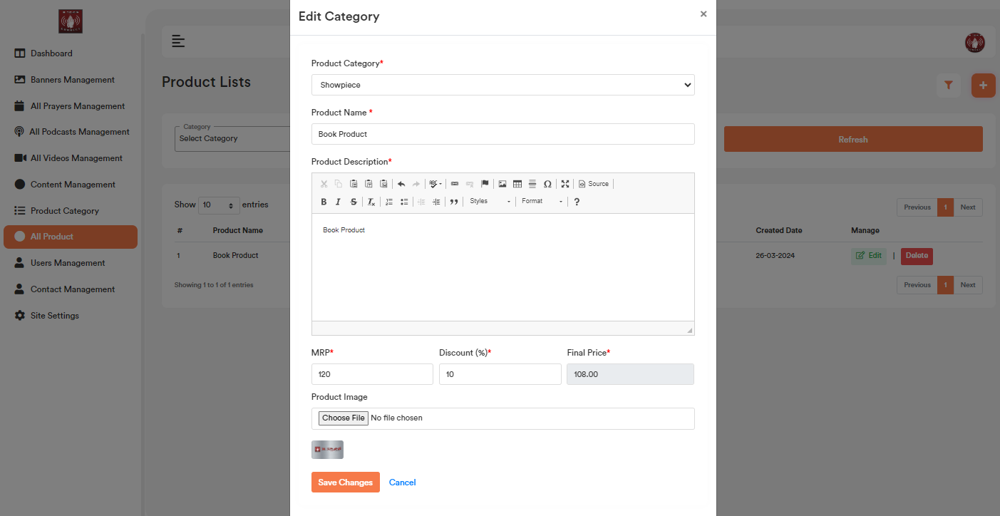 Edit Category
×
Dashboard
Banners Management
All Prayers Management
All Podcasts Management
All Videos Management
Content Management
Product Category
All Product
Users Management
Contact Management
Site Settings
Product Lists
Category
Select Category
Refresh
Show 10 entries
Previous 1 Next
# Product Name Created Date Manage
1 Book Product 26-03-2024 Edit | Delete
Showing 1 to 1 of 1 entries
Previous 1 Next
Product Category*
Showpiece
Product Name *
Book Product
Product Description*
ABC Ω Source
B I S Tx Styles Format ?
Book Product
MRP* Discount (%)* Final Price*
120 10 108.00
Product Image
Choose File No file chosen
Save Changes Cancel